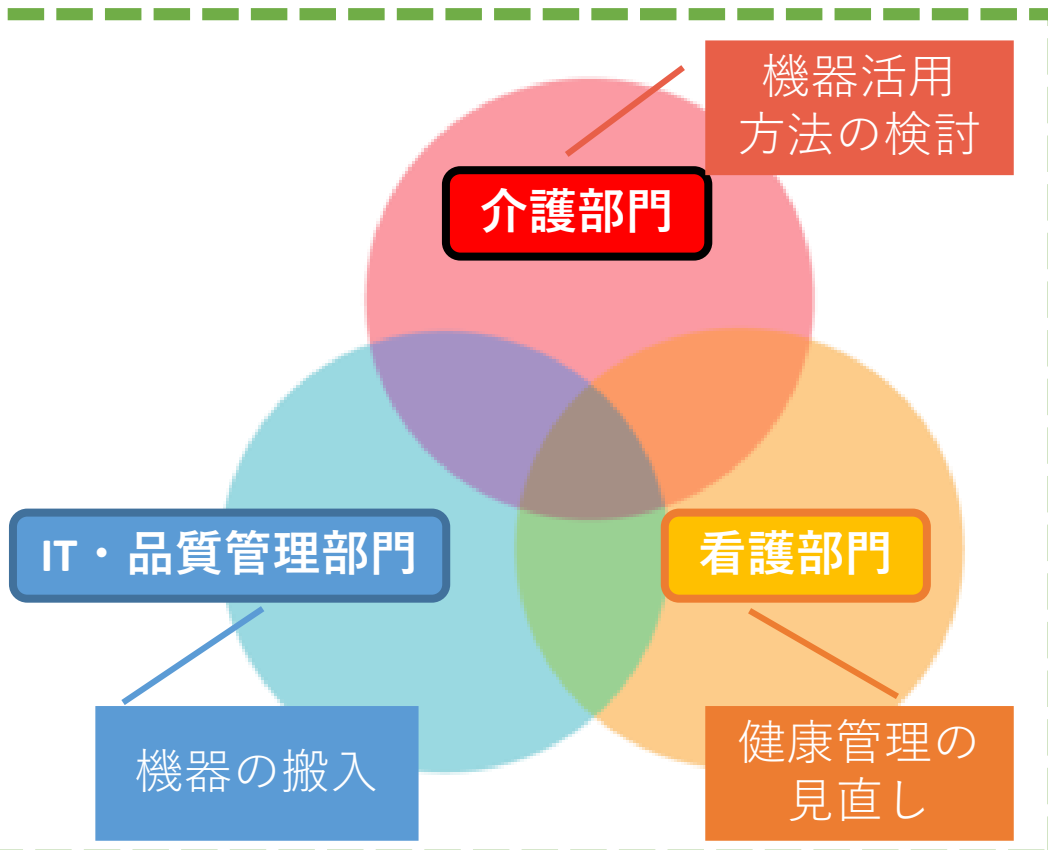 機器活用
方法の検討
介護部門
IT・品質管理部門
看護部門
機器の搬入
健康管理の
見直し